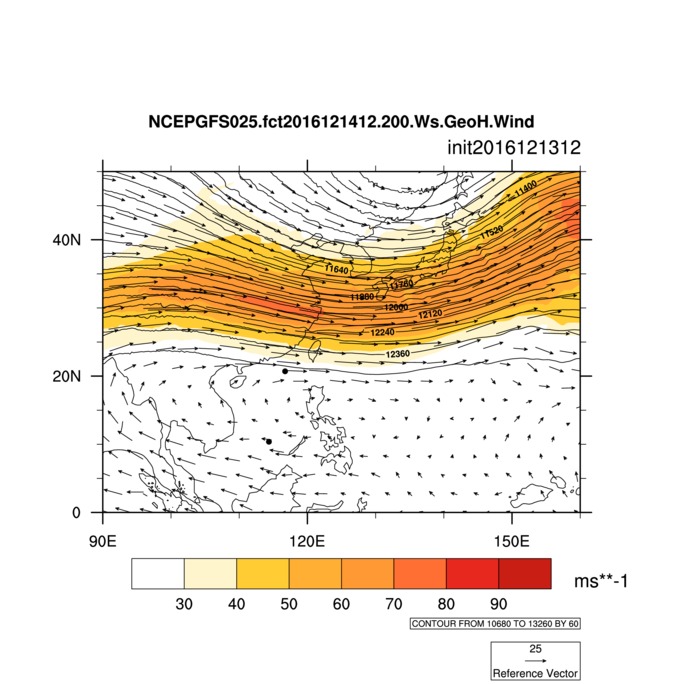 NCEPGFS025.fct2016121412.200.Ws.GeoH.Wind
init2016121312
11400
40N
11520
11640
11760
11880
12000
12120
12240
12360
20N
0
90E 120E 150E
30 40 50 60 70 80 90
ms**-1
CONTOUR FROM 10680 TO 13260 BY 60
25
Reference Vector